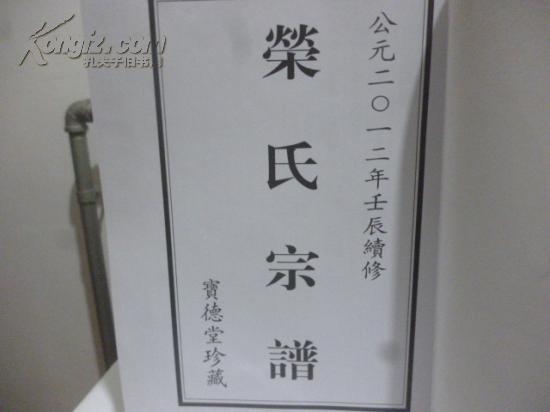 公元二〇一二年壬辰續修
榮氏宗譜
寶德堂珍藏
Kongfz.com
孔夫子旧书网